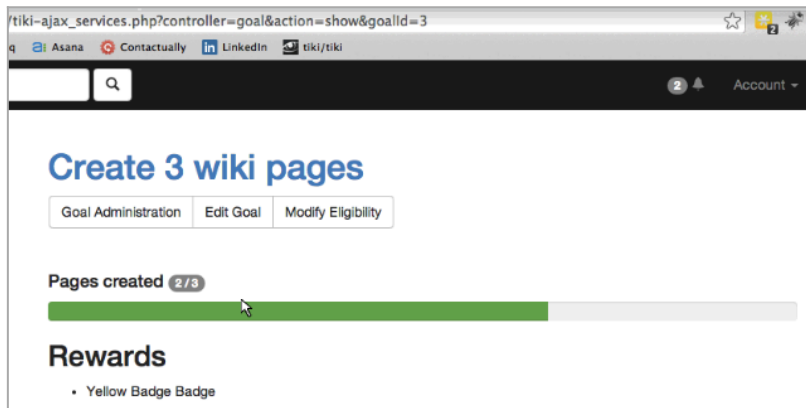 /tiki-ajax_services.php?controller=goal&action=show&goalId=3
2
q Asana Contactually LinkedIn tiki/tiki
2 Account
Create 3 wiki pages
Goal Administration Edit Goal Modify Eligibility
Pages created 2/3
Rewards
• Yellow Badge Badge